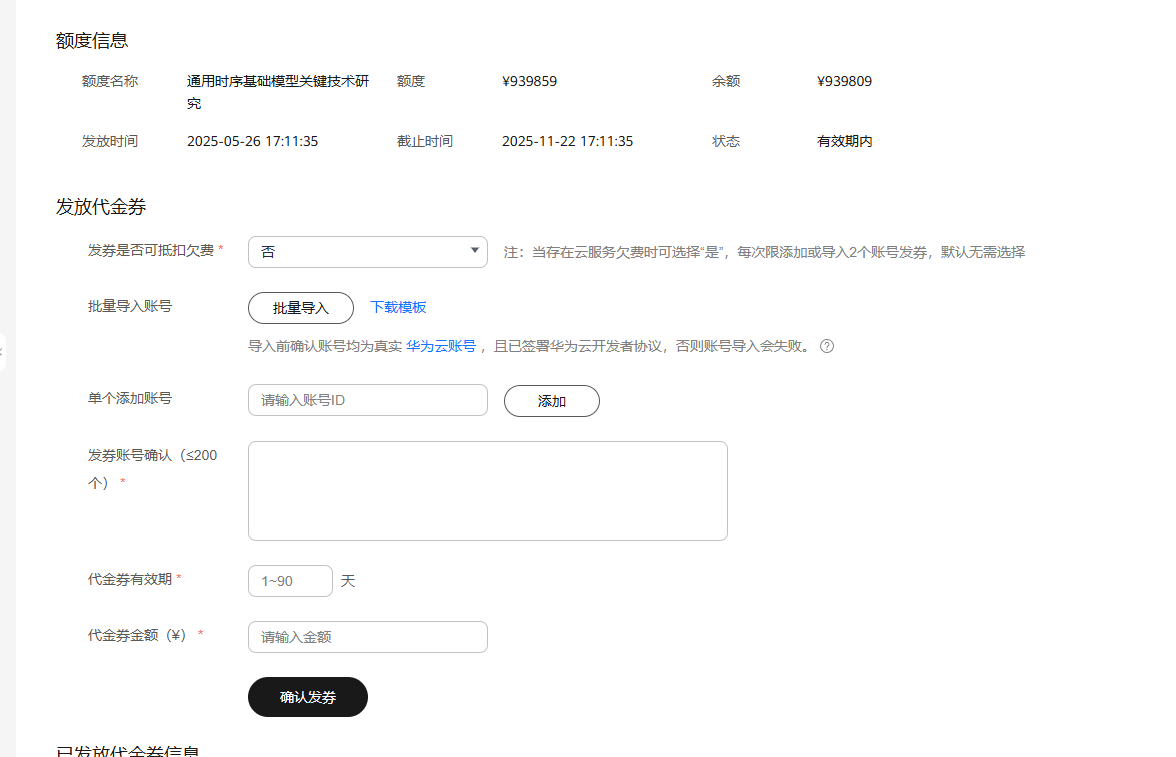 额度信息
额度名称 通用时序基础模型关键技术研究 额度 ¥939859 余额 ¥939809
发放时间 2025-05-26 17:11:35 截止时间 2025-11-22 17:11:35 状态 有效期内
发放代金券
发券是否可抵扣欠费 * 否 注：当存在云服务欠费时可选择“是”，每次限添加或导入2个账号发券，默认无需选择
批量导入账号 批量导入 下载模板
导入前确认账号均为真实 华为云账号 ，且已签署华为云开发者协议，否则账号导入会失败。 ?
单个添加账号 请输入账号ID 添加
发券账号确认（≤200
个） *
代金券有效期 * 1~90 天
代金券金额（¥） * 请输入金额
确认发券
已发放代金券信息